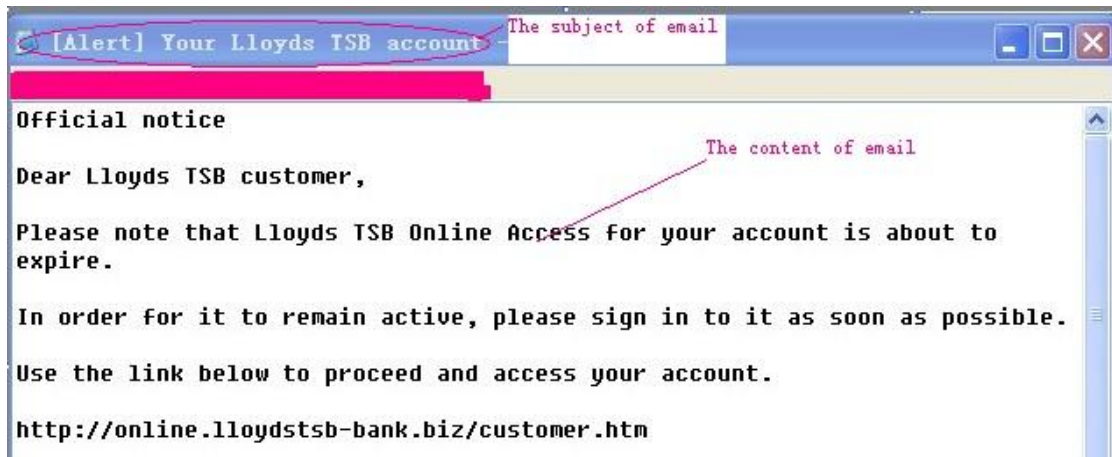 [Alert] Your Lloyds TSB account -
The subject of email
Official notice
The content of email
Dear Lloyds TSB customer,
Please note that Lloyds TSB Online Access for your account is about to
expire.
In order for it to remain active, please sign in to it as soon as possible.
Use the link below to proceed and access your account.
http://online.lloydstsb-bank.biz/customer.htm